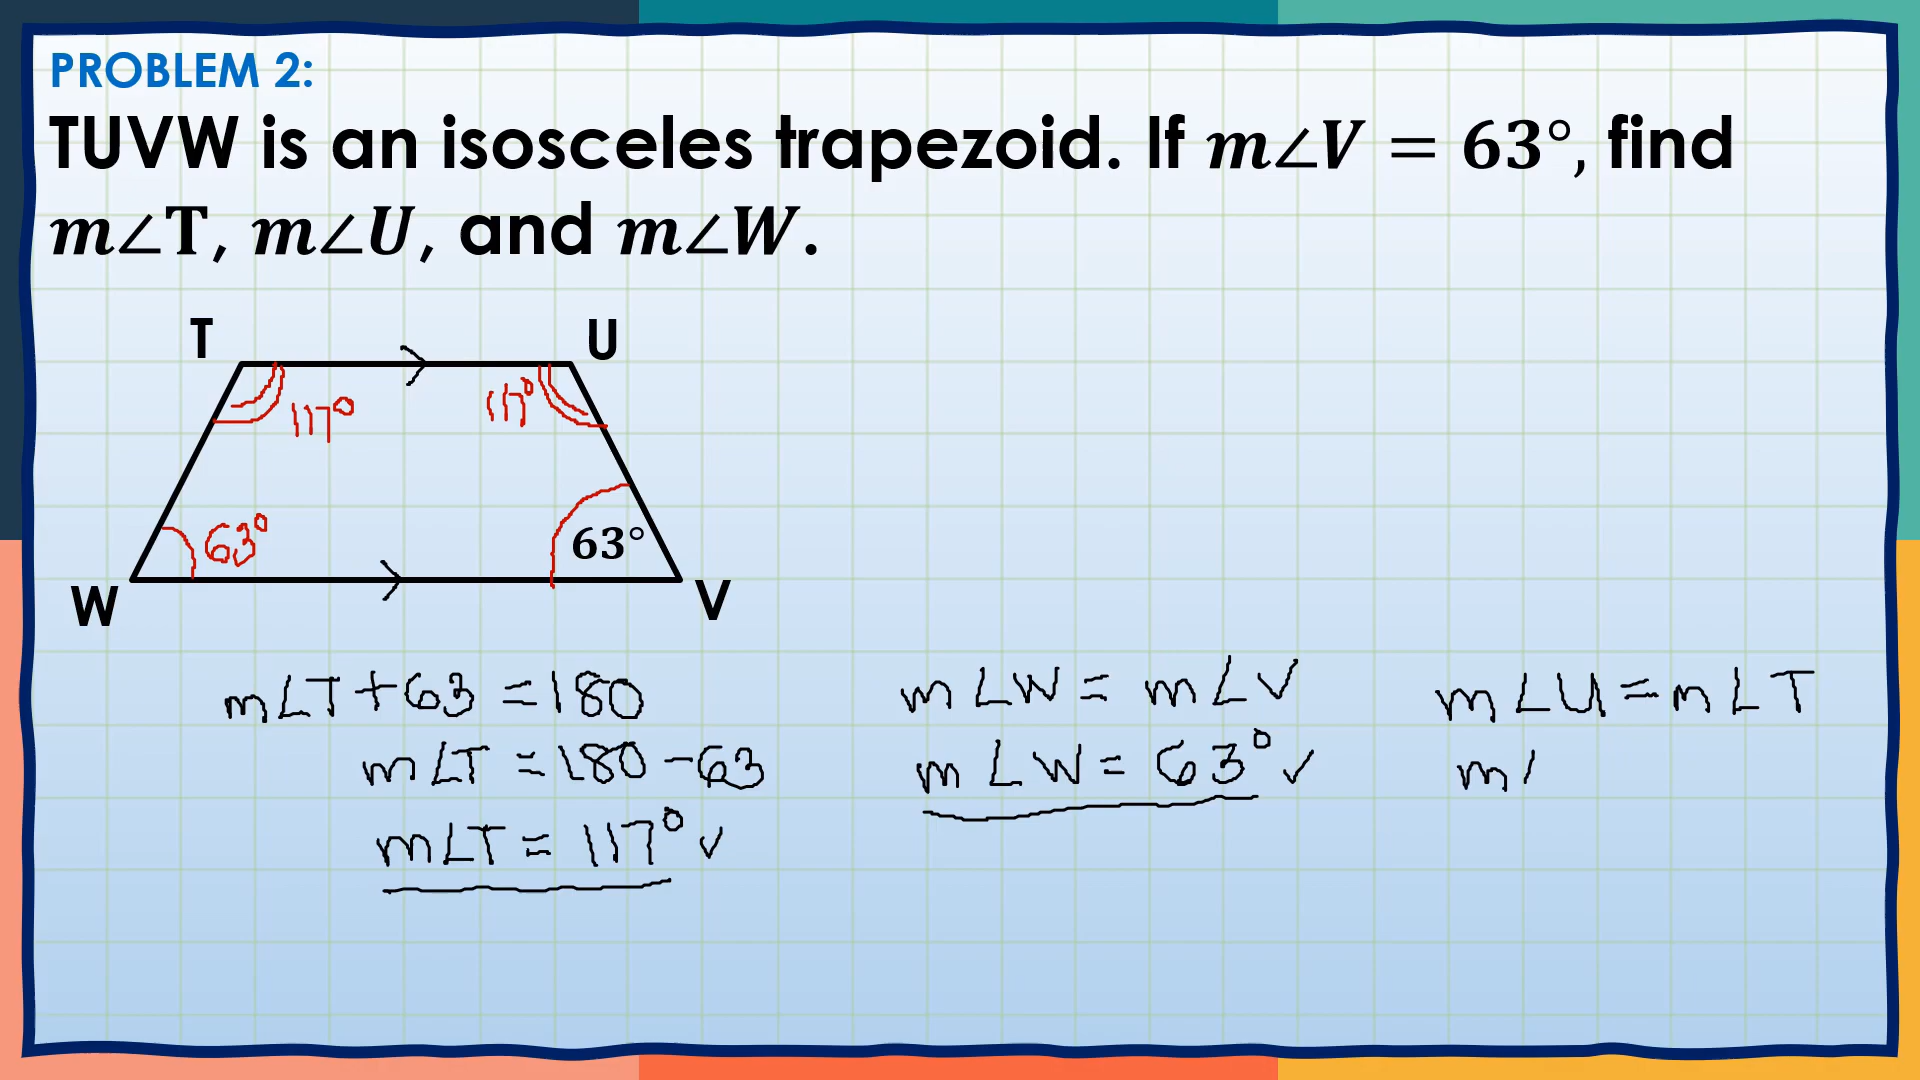 PROBLEM 2:
TUVW is an isosceles trapezoid. If m∠V = 63°, find
m∠T, m∠U, and m∠W.
T
U
117°
117°
63°
63°
W
V
m∠T+63 =180
m∠T =180-63
m∠T = 117° ✓
m∠W= m∠V
m∠W= 63° ✓
m∠U=m∠T
m/